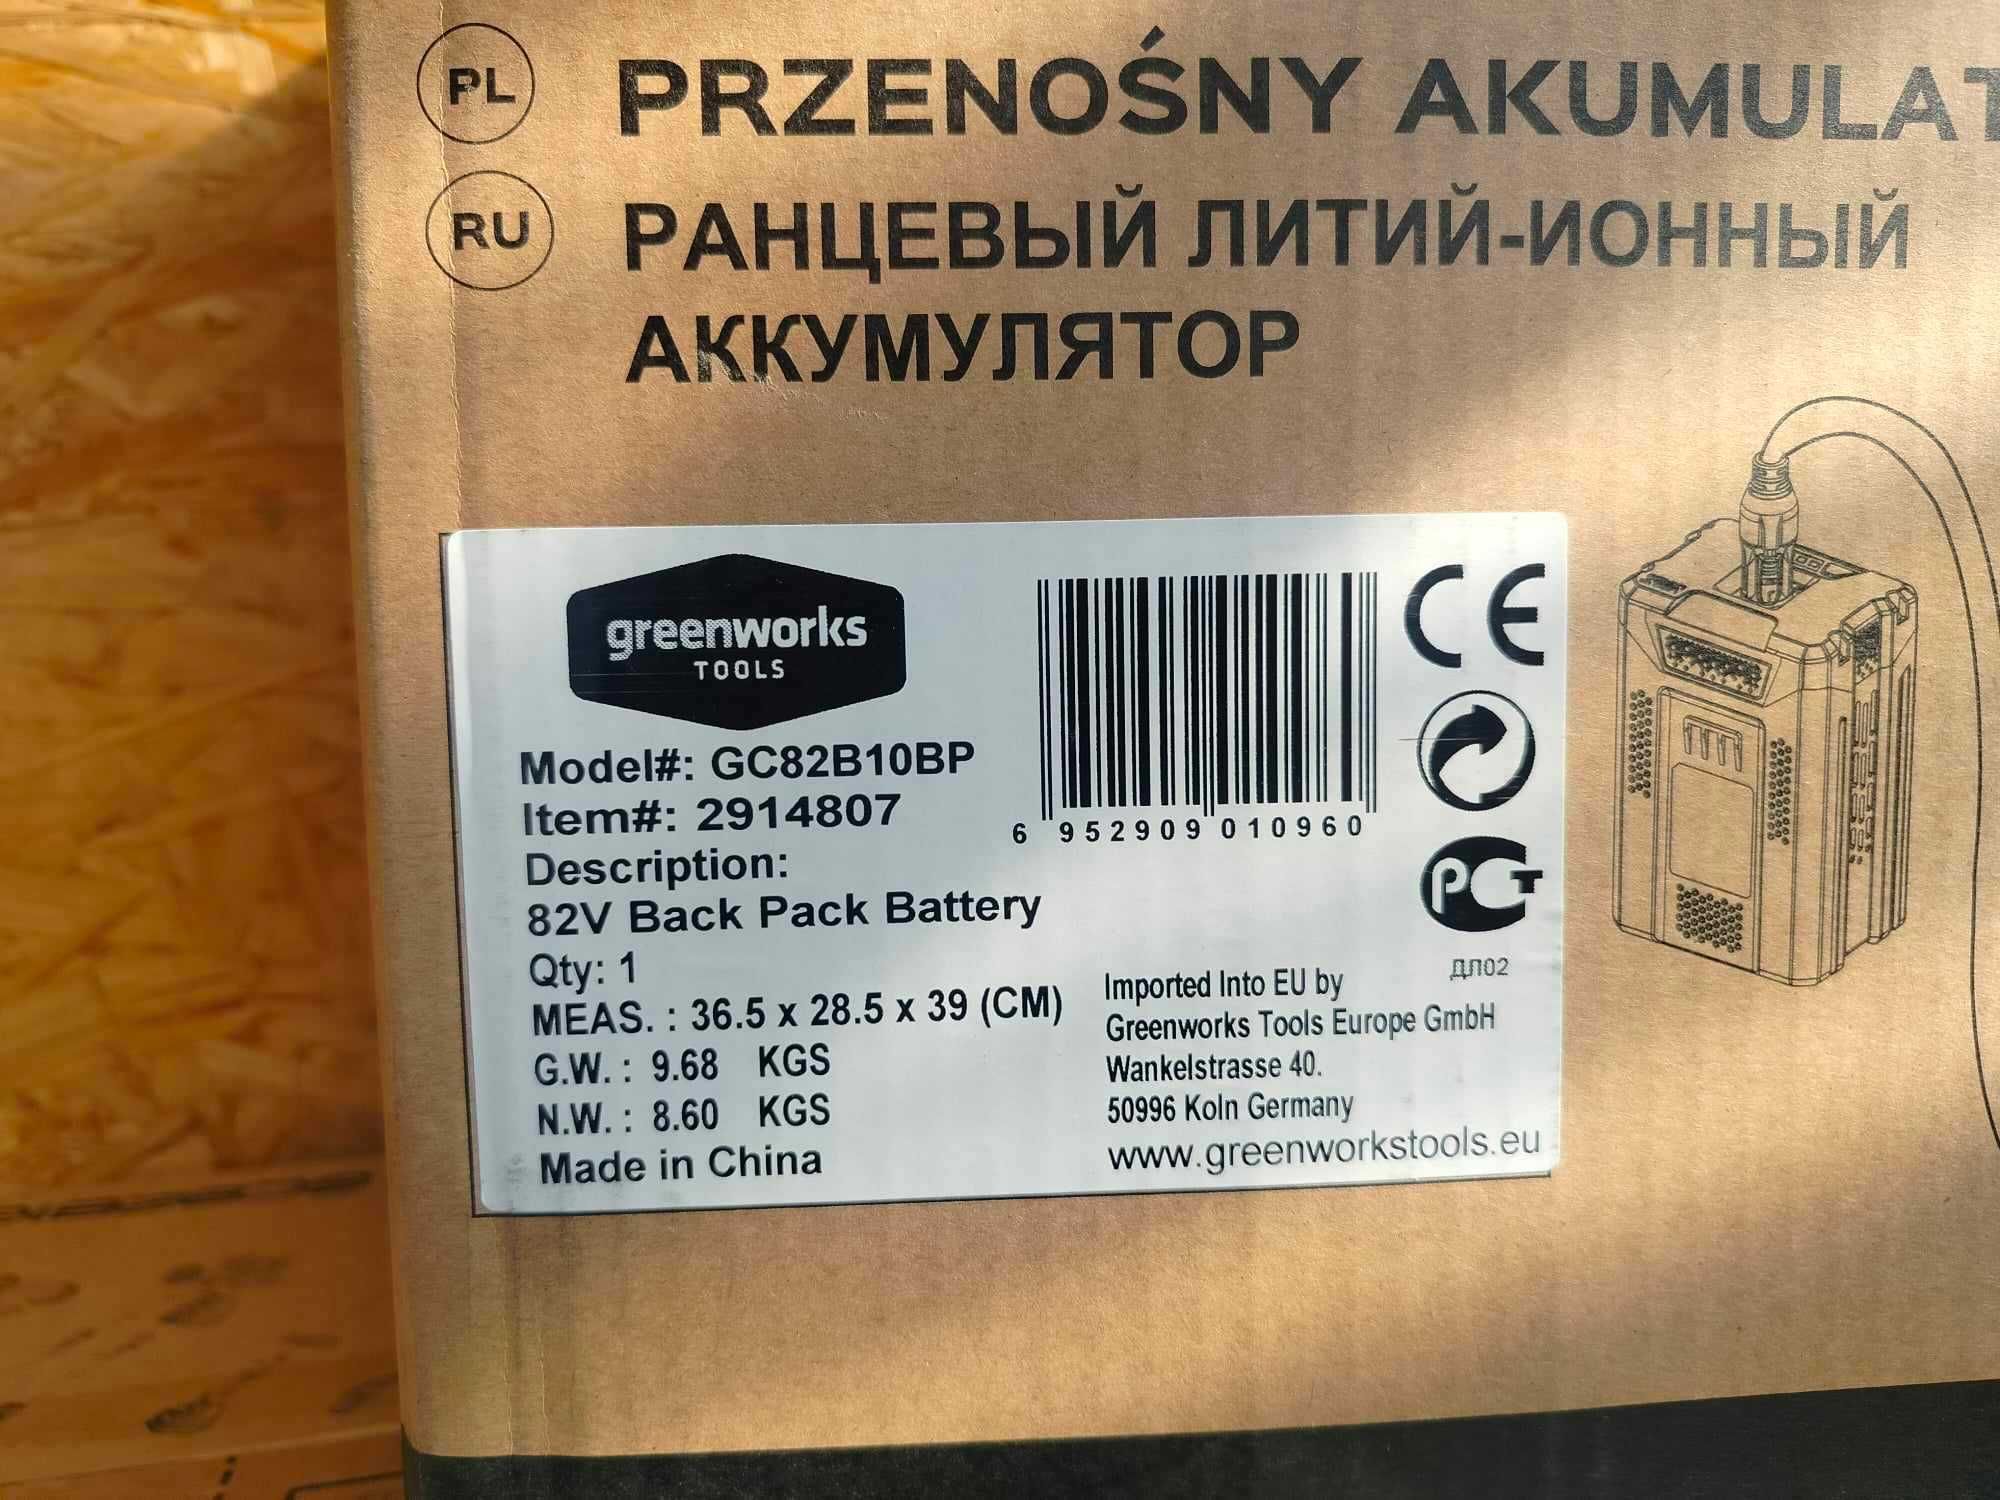 PL
PRZENOŚNY AKUMULAT
RU
РАНЦЕВЫЙ ЛИТИЙ-ИОННЫЙ
АККУМУЛЯТОР
greenworks
TOOLS
Model#: GC82B10BP
Item#: 2914807
Description:
82V Back Pack Battery
Qty: 1
MEAS. : 36.5 x 28.5 x 39 (CM)
G.W. : 9.68 KGS
N.W. : 8.60 KGS
Made in China
6 952909 010960
CE
РСТ
ДЛ02
Imported Into EU by
Greenworks Tools Europe GmbH
Wankelstrasse 40.
50996 Koln Germany
www.greenworkstools.eu